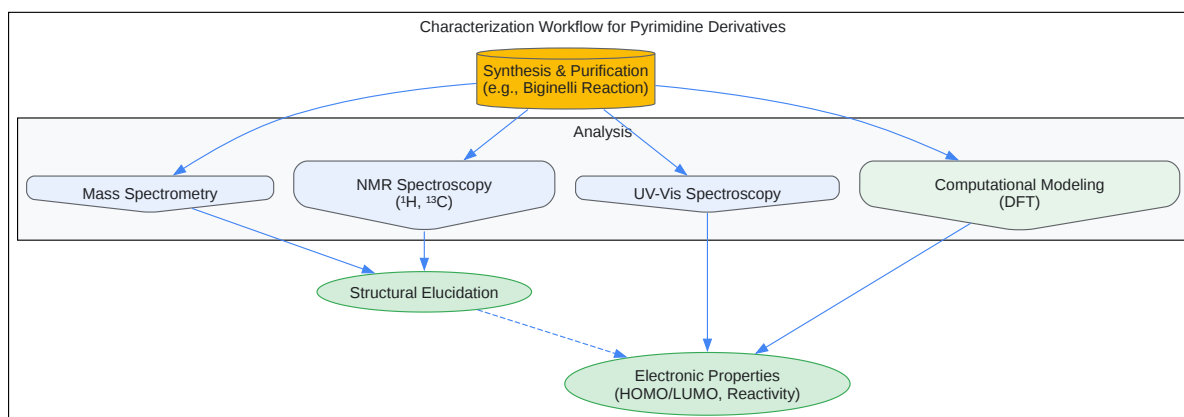 Characterization Workflow for Pyrimidine Derivatives
Synthesis & Purification
(e.g., Biginelli Reaction)
Analysis
Mass Spectrometry
NMR Spectroscopy
(¹H, ¹³C)
UV-Vis Spectroscopy
Computational Modeling
(DFT)
Structural Elucidation
Electronic Properties
(HOMO/LUMO, Reactivity)